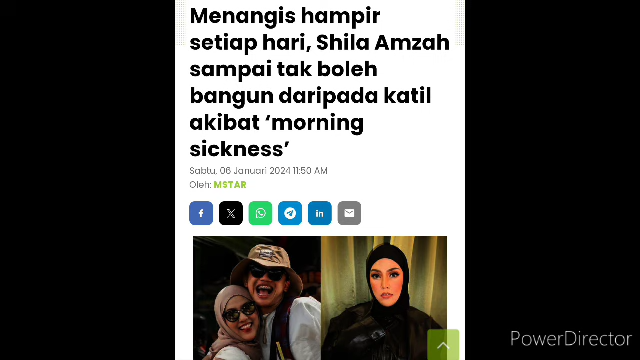 Menangis hampir
setiap hari, Shila Amzah
sampai tak boleh
bangun daripada katil
akibat ‘morning
sickness’
Sabtu, 06 Januari 2024 11:50 AM
Oleh: MSTAR
f X in
PowerDirector